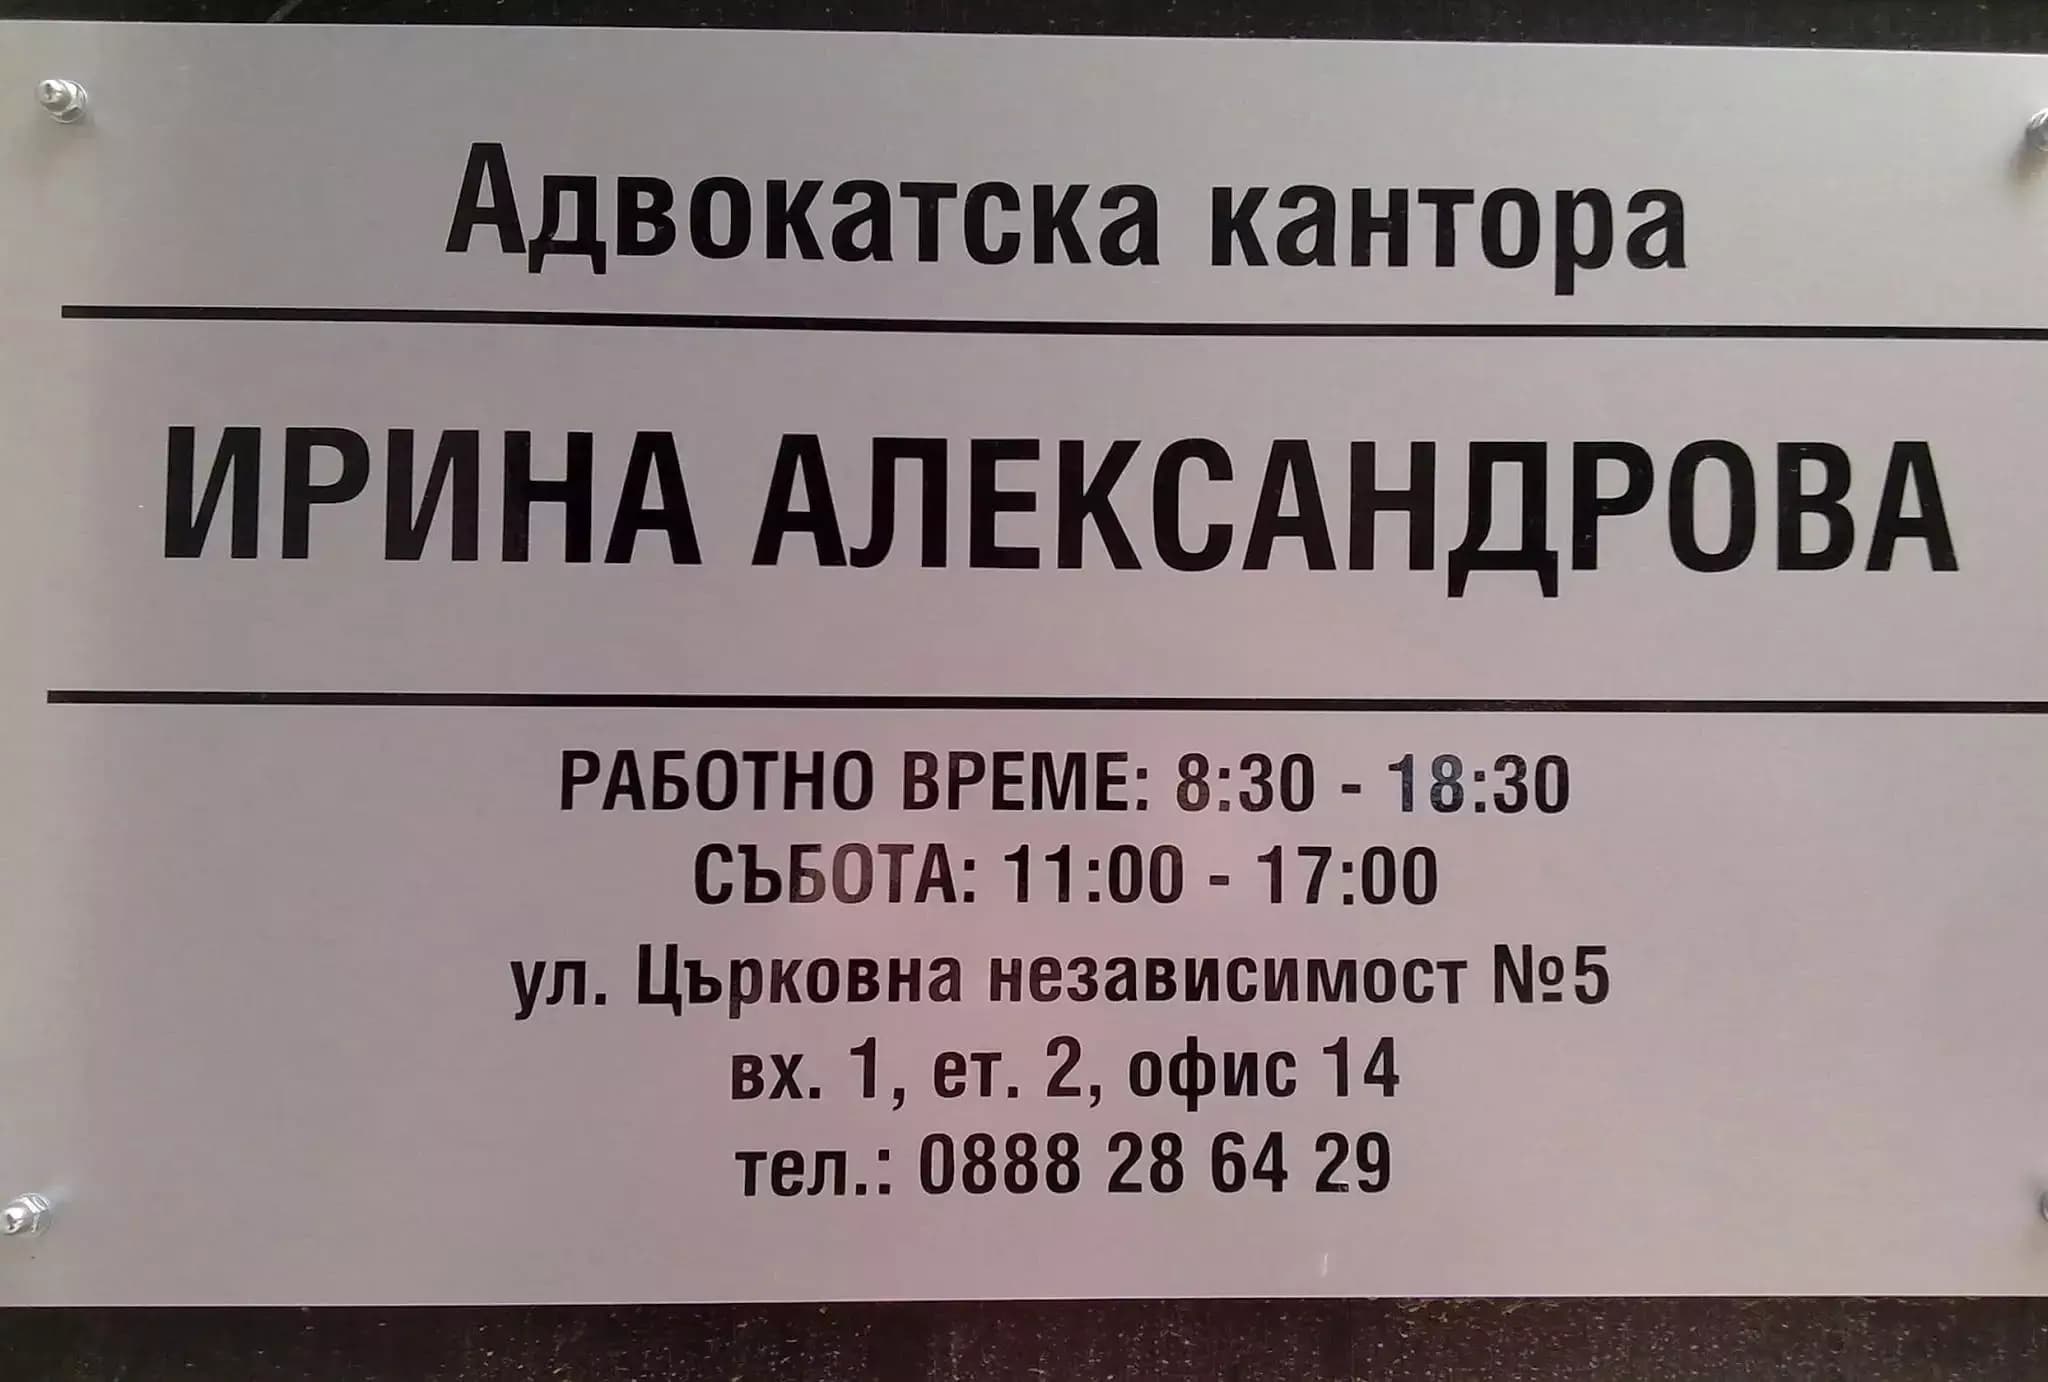 Адвокатска кантора
ИРИНА АЛЕКСАНДРОВА
РАБОТНО ВРЕМЕ: 8:30 - 18:30
СЪБОТА: 11:00 - 17:00
ул. Църковна независимост №5
вх. 1, ет. 2, офис 14
тел.: 0888 28 64 29